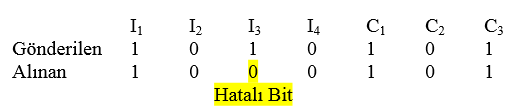 I₁ I₂ I₃ I₄ C₁ C₂ C₃
Gönderilen 1 0 1 0 1 0 1
Alınan 1 0 0 0 1 0 1
Hatalı Bit